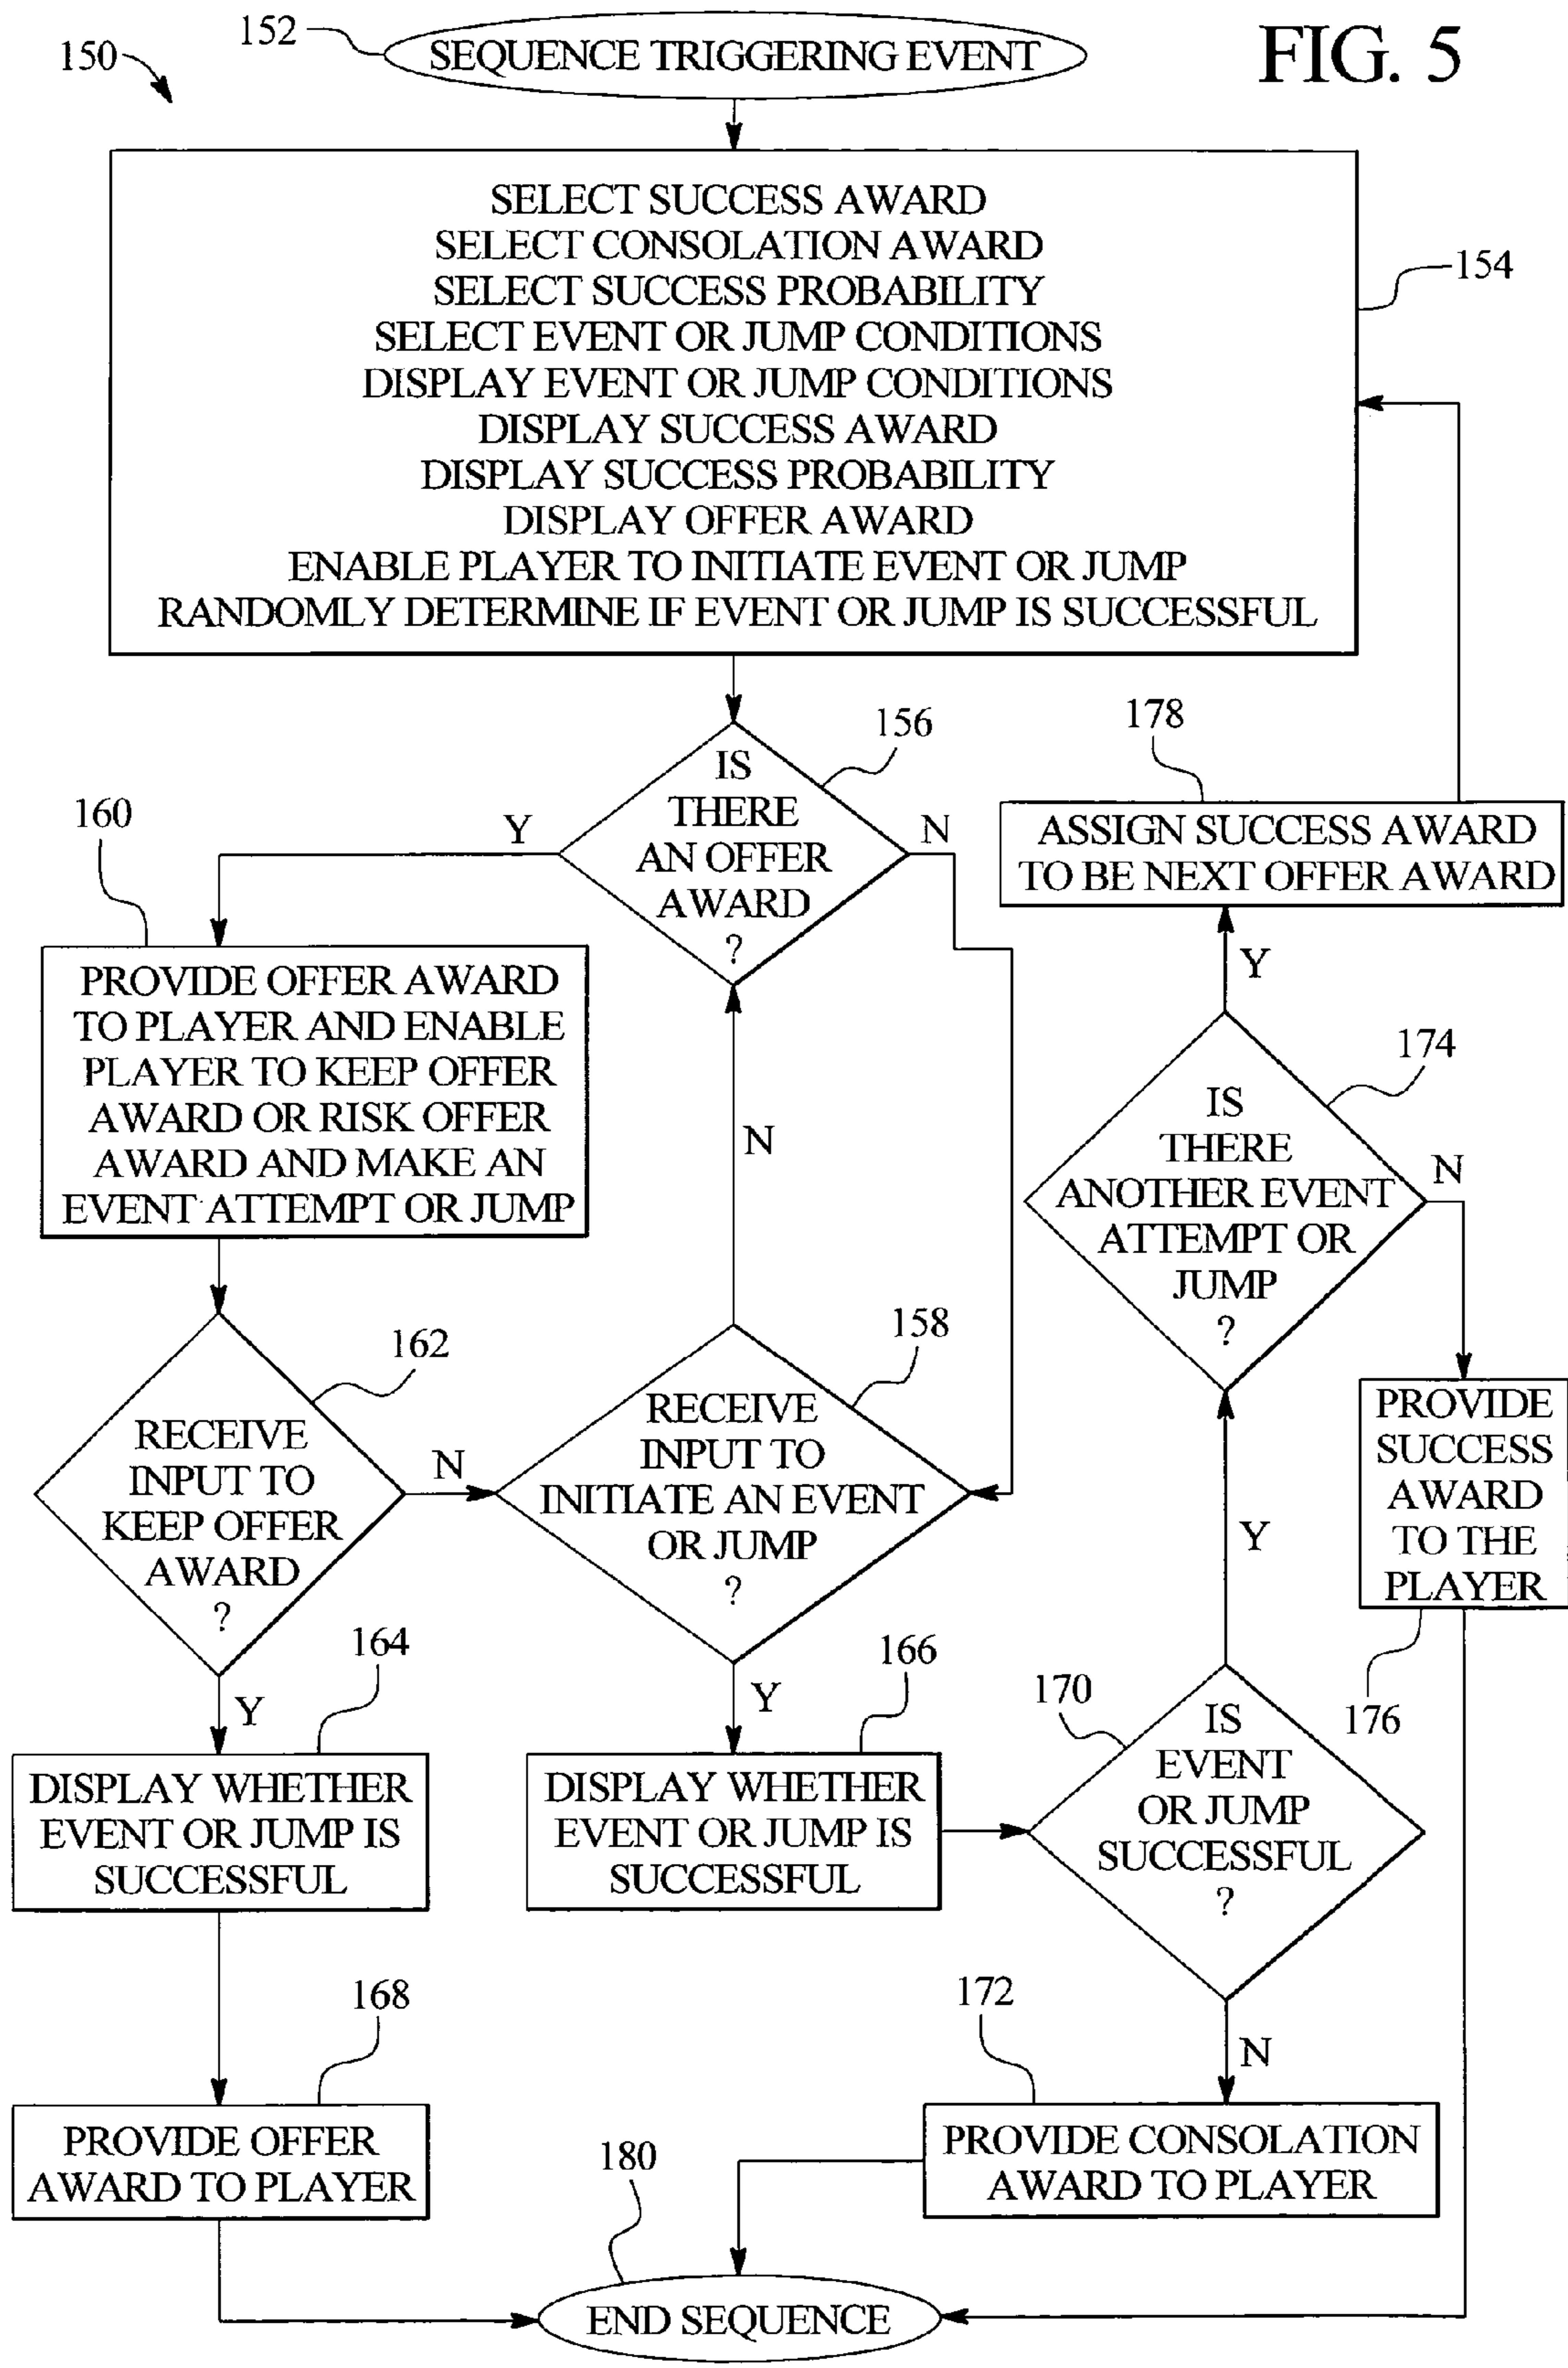 FIG. 5
150
152
SEQUENCE TRIGGERING EVENT
SELECT SUCCESS AWARD
SELECT CONSOLATION AWARD
SELECT SUCCESS PROBABILITY
SELECT EVENT OR JUMP CONDITIONS
DISPLAY EVENT OR JUMP CONDITIONS
DISPLAY SUCCESS AWARD
DISPLAY SUCCESS PROBABILITY
DISPLAY OFFER AWARD
ENABLE PLAYER TO INITIATE EVENT OR JUMP
RANDOMLY DETERMINE IF EVENT OR JUMP IS SUCCESSFUL
154
156
IS
THERE
AN OFFER
AWARD
?
Y
N
160
PROVIDE OFFER AWARD
TO PLAYER AND ENABLE
PLAYER TO KEEP OFFER
AWARD OR RISK OFFER
AWARD AND MAKE AN
EVENT ATTEMPT OR JUMP
178
ASSIGN SUCCESS AWARD
TO BE NEXT OFFER AWARD
Y
174
IS
THERE
ANOTHER EVENT
ATTEMPT OR
JUMP
?
N
N
162
RECEIVE
INPUT TO
KEEP OFFER
AWARD
?
N
158
RECEIVE
INPUT TO
INITIATE AN EVENT
OR JUMP
?
Y
PROVIDE
SUCCESS
AWARD
TO THE
PLAYER
176
Y
164
DISPLAY WHETHER
EVENT OR JUMP IS
SUCCESSFUL
Y
166
DISPLAY WHETHER
EVENT OR JUMP IS
SUCCESSFUL
170
IS
EVENT
OR JUMP
SUCCESSFUL
?
N
168
PROVIDE OFFER
AWARD TO PLAYER
172
PROVIDE CONSOLATION
AWARD TO PLAYER
180
END SEQUENCE